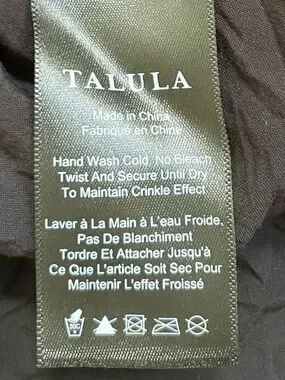 TALULA
Made in China
Fabriqué en Chine
Hand Wash Cold, No Bleach
Twist And Secure Until Dry
To Maintain Crinkle Effect
Laver à La Main à L'eau Froide,
Pas De Blanchiment
Tordre Et Attacher Jusqu'à
Ce Que L'article Soit Sec Pour
Maintenir L'effet Froissé